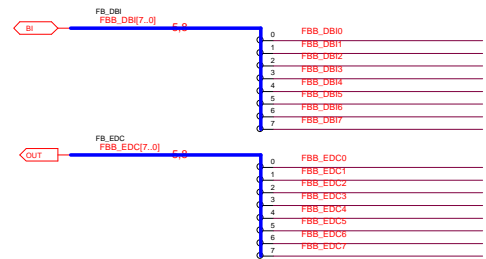 FB_DBI
BI
FBB_DBI[7..0]
5,8
0 FBB_DBI0
1 FBB_DBI1
2 FBB_DBI2
3 FBB_DBI3
4 FBB_DBI4
5 FBB_DBI5
6 FBB_DBI6
7 FBB_DBI7
FB_EDC
OUT
FBB_EDC[7..0]
5,8
0 FBB_EDC0
1 FBB_EDC1
2 FBB_EDC2
3 FBB_EDC3
4 FBB_EDC4
5 FBB_EDC5
6 FBB_EDC6
7 FBB_EDC7